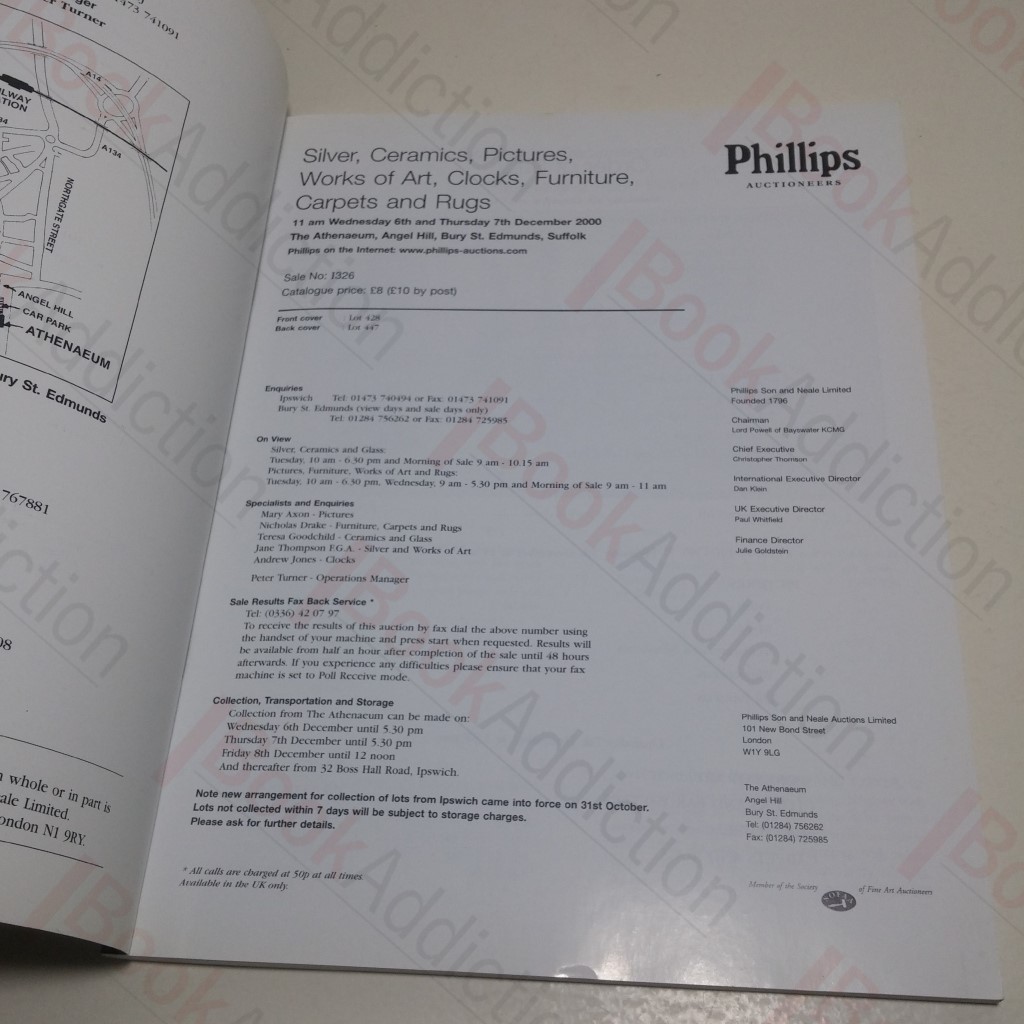 ger
1473 741091
r Turner
A14
LWAY
TION
A134
NORTHGATE STREET
ANGEL HILL
CAR PARK
ATHENAEUM
ury St. Edmunds
767881
98
n whole or in part is
ale Limited.
ondon N1 9RY.
Silver, Ceramics, Pictures,
Works of Art, Clocks, Furniture,
Carpets and Rugs
Phillips
AUCTIONEERS
11 am Wednesday 6th and Thursday 7th December 2000
The Athenaeum, Angel Hill, Bury St. Edmunds, Suffolk
Phillips on the Internet: www.phillips-auctions.com
Sale No: 1326
Catalogue price: £8 (£10 by post)
Front cover Lot 428
Back cover Lot 447
Enquiries
Ipswich Tel: 01473 740494 or Fax: 01473 741091
Bury St. Edmunds (view days and sale days only)
Tel: 01284 756262 or Fax: 01284 725985
On View
Silver, Ceramics and Glass:
Tuesday, 10 am - 6.30 pm and Morning of Sale 9 am - 10.15 am
Pictures, Furniture, Works of Art and Rugs:
Tuesday, 10 am - 6.30 pm, Wednesday, 9 am - 5.30 pm and Morning of Sale 9 am - 11 am
Specialists and Enquiries
Mary Axon - Pictures
Nicholas Drake - Furniture, Carpets and Rugs
Teresa Goodchild - Ceramics and Glass
Jane Thompson F.G.A. - Silver and Works of Art
Andrew Jones - Clocks
Peter Turner - Operations Manager
Sale Results Fax Back Service *
Tel: (0336) 42 07 97
To receive the results of this auction by fax dial the above number using
the handset of your machine and press start when requested. Results will
be available from half an hour after completion of the sale until 48 hours
afterwards. If you experience any difficulties please ensure that your fax
machine is set to Poll Receive mode.
Collection, Transportation and Storage
Collection from The Athenaeum can be made on:
Wednesday 6th December until 5.30 pm
Thursday 7th December until 5.30 pm
Friday 8th December until 12 noon
And thereafter from 32 Boss Hall Road, Ipswich.
Note new arrangement for collection of lots from Ipswich came into force on 31st October.
Lots not collected within 7 days will be subject to storage charges.
Please ask for further details.
* All calls are charged at 50p at all times.
Available in the UK only.
Phillips Son and Neale Limited
Founded 1796
Chairman
Lord Powell of Bayswater KCMG
Chief Executive
Christopher Thomson
International Executive Director
Dan Klein
UK Executive Director
Paul Whitfield
Finance Director
Julie Goldstein
Phillips Son and Neale Auctions Limited
101 New Bond Street
London
W1Y 9LG
The Athenaeum
Angel Hill
Bury St. Edmunds
Tel: (01284) 756262
Fax: (01284) 725985
Member of the Society of Fine Art Auctioneers
BookAddiction